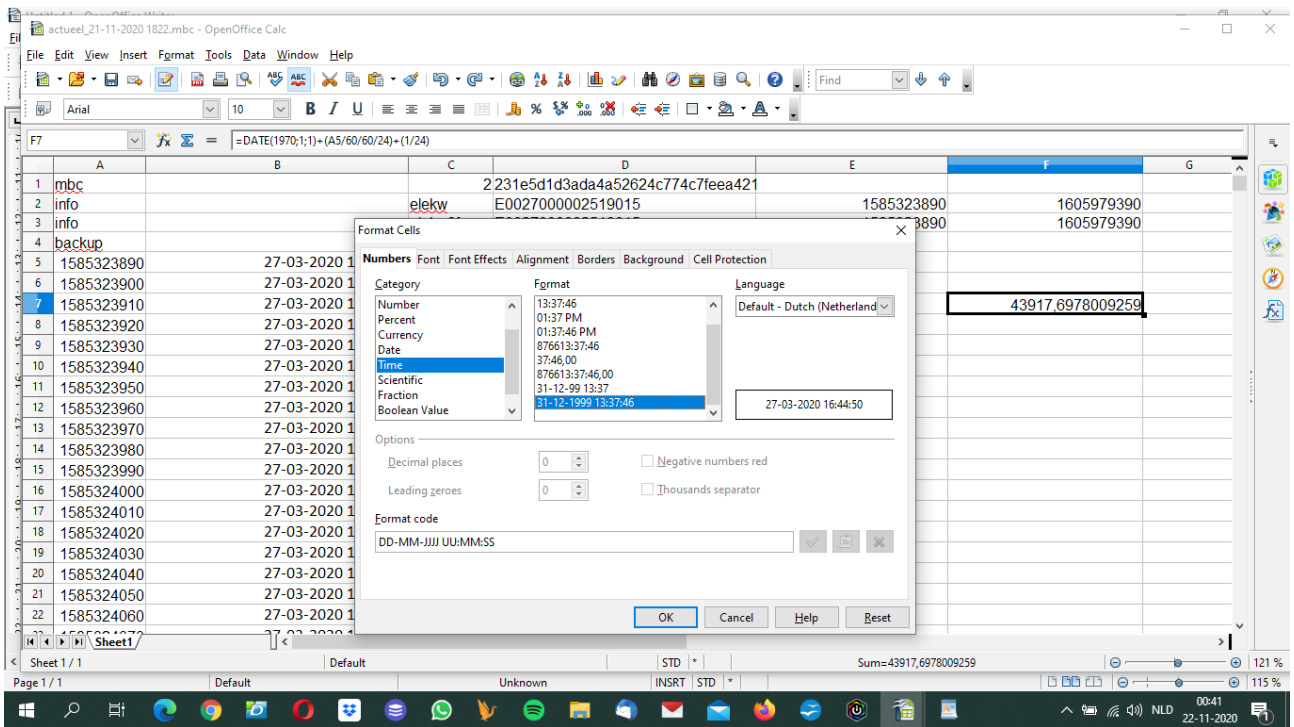 actueel_21-11-2020 1822.mbc - OpenOffice Calc
File Edit View Insert Format Tools Data Window Help
Find
Arial 10
F7 =DATE(1970;1;1)+(A5/60/60/24)+(1/24)
A B C D E F G
1 mbc 2 231e5d1d3ada4a52624c774c7feea421
2 info elekw E0027000002519015 1585323890 1605979390
3 info 1605979390
4 backup
5 1585323890 27-03-2020 1
6 1585323900 27-03-2020 1
7 1585323910 27-03-2020 1 43917,6978009259
8 1585323920 27-03-2020 1
9 1585323930 27-03-2020 1
10 1585323940 27-03-2020 1
11 1585323950 27-03-2020 1
12 1585323960 27-03-2020 1
13 1585323970 27-03-2020 1
14 1585323980 27-03-2020 1
15 1585323990 27-03-2020 1
16 1585324000 27-03-2020 1
17 1585324010 27-03-2020 1
18 1585324020 27-03-2020 1
19 1585324030 27-03-2020 1
20 1585324040 27-03-2020 1
21 1585324050 27-03-2020 1
22 1585324060 27-03-2020 1
Format Cells
Numbers Font Font Effects Alignment Borders Background Cell Protection
Category Format Language
Number
Percent
Currency
Date
Time
Scientific
Fraction
Boolean Value
13:37:46
01:37 PM
01:37:46 PM
876613:37:46
37:46,00
876613:37:46,00
31-12-99 13:37
31-12-1999 13:37:46
Default - Dutch (Netherland
27-03-2020 16:44:50
Options
Decimal places 0 Negative numbers red
Leading zeroes 0 Thousands separator
Format code
DD-MM-JJJJ UU:MM:SS
OK Cancel Help Reset
Sheet1
Sheet 1 / 1 Default STD * Sum=43917,6978009259 121 %
Page 1 / 1 Default Unknown INSRT STD * 115 %
NLD 00:41
22-11-2020